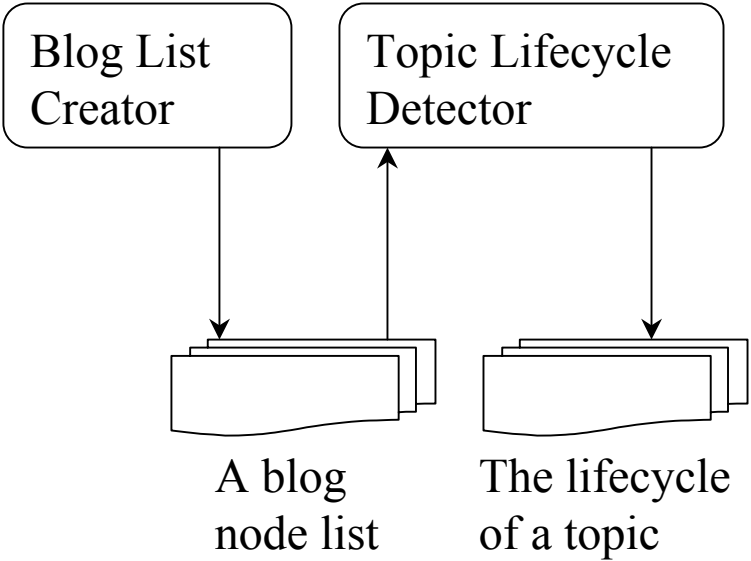 Blog List
Creator
Topic Lifecycle
Detector
A blog
node list
The lifecycle
of a topic